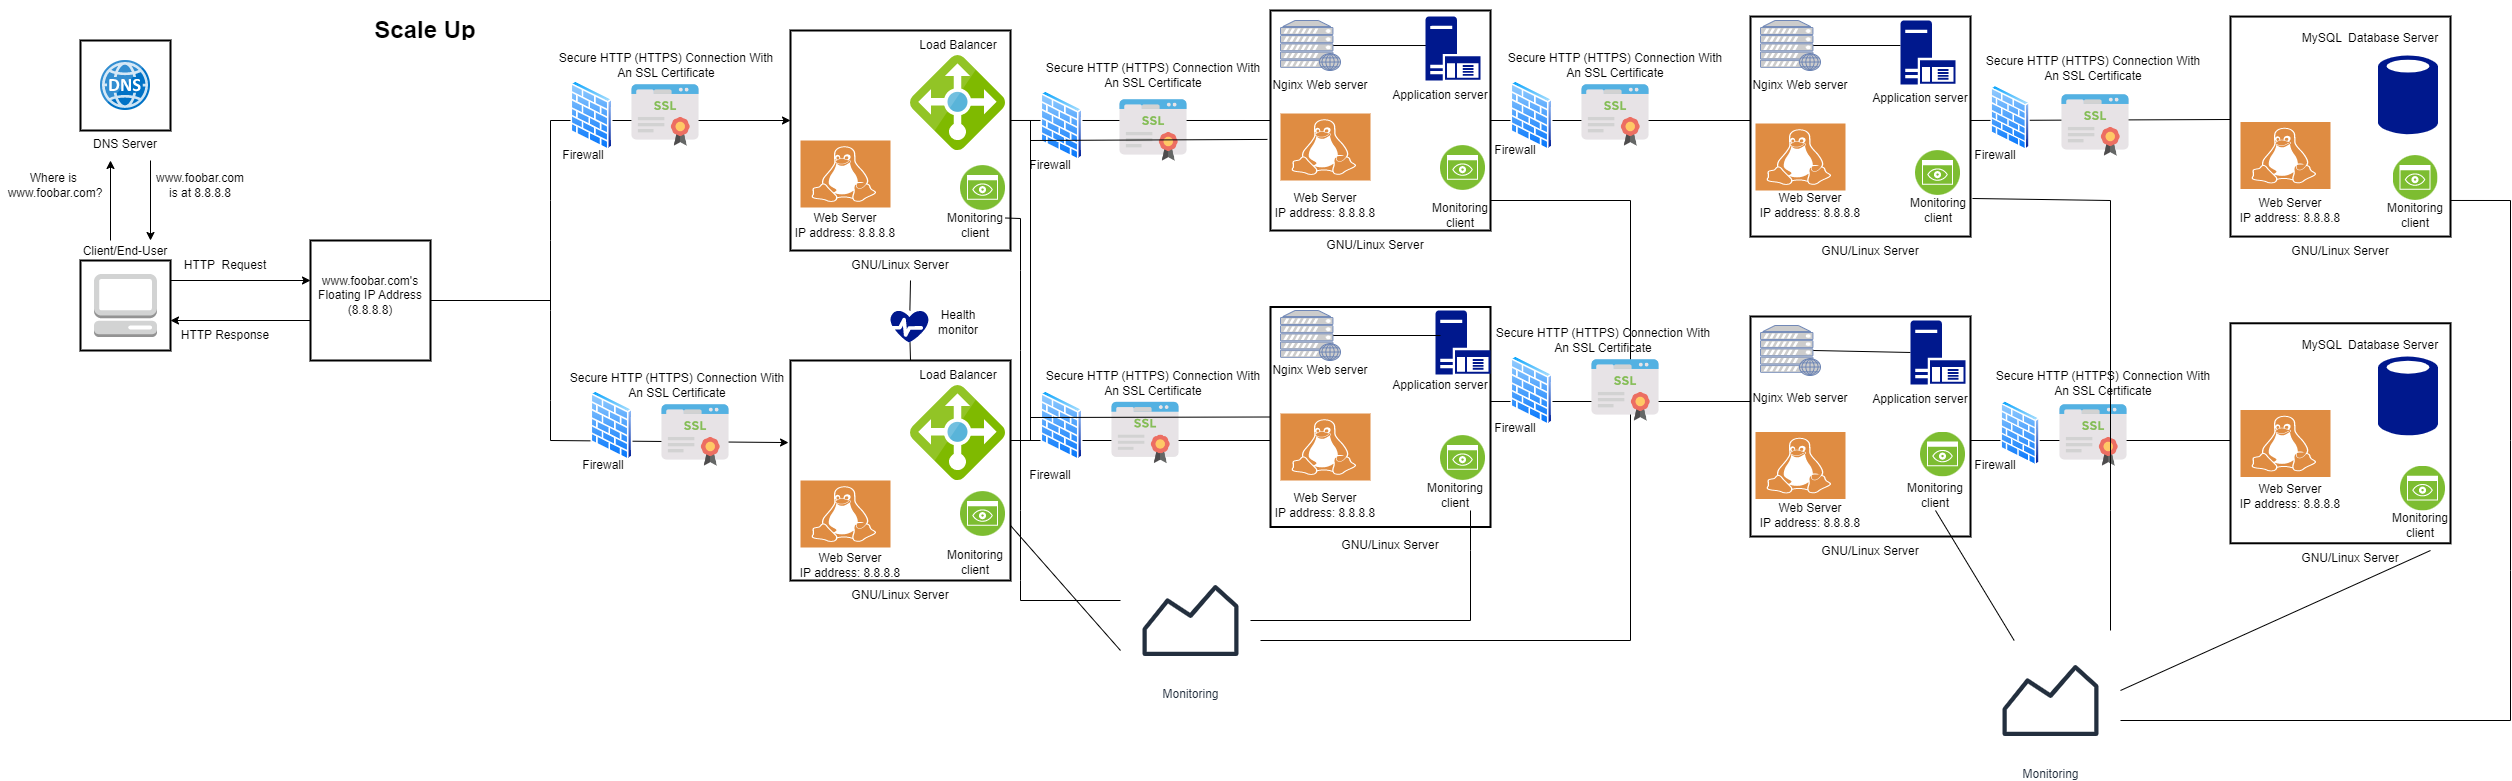 Scale Up
DNS
DNS Server
Where is
www.foobar.com?
www.foobar.com
is at 8.8.8.8
Client/End-User
HTTP  Request
HTTP Response
www.foobar.com's
Floating IP Address
(8.8.8.8)
Secure HTTP (HTTPS) Connection With
An SSL Certificate
SSL
Firewall
Load Balancer
Web Server
IP address: 8.8.8.8
Monitoring
client
GNU/Linux Server
Health
monitor
Secure HTTP (HTTPS) Connection With
An SSL Certificate
SSL
Firewall
Load Balancer
Web Server
IP address: 8.8.8.8
Monitoring
client
GNU/Linux Server
Secure HTTP (HTTPS) Connection With
An SSL Certificate
SSL
Firewall
Nginx Web server
Application server
Web Server
IP address: 8.8.8.8
Monitoring
client
GNU/Linux Server
Secure HTTP (HTTPS) Connection With
An SSL Certificate
SSL
Firewall
Nginx Web server
Application server
Web Server
IP address: 8.8.8.8
Monitoring
client
GNU/Linux Server
Secure HTTP (HTTPS) Connection With
An SSL Certificate
SSL
Firewall
Nginx Web server
Application server
Web Server
IP address: 8.8.8.8
Monitoring
client
GNU/Linux Server
Secure HTTP (HTTPS) Connection With
An SSL Certificate
SSL
Firewall
Nginx Web server
Application server
Web Server
IP address: 8.8.8.8
Monitoring
client
GNU/Linux Server
Secure HTTP (HTTPS) Connection With
An SSL Certificate
SSL
Firewall
MySQL  Database Server
Web Server
IP address: 8.8.8.8
Monitoring
client
GNU/Linux Server
Secure HTTP (HTTPS) Connection With
An SSL Certificate
SSL
Firewall
MySQL  Database Server
Web Server
IP address: 8.8.8.8
Monitoring
client
GNU/Linux Server
Monitoring
Monitoring